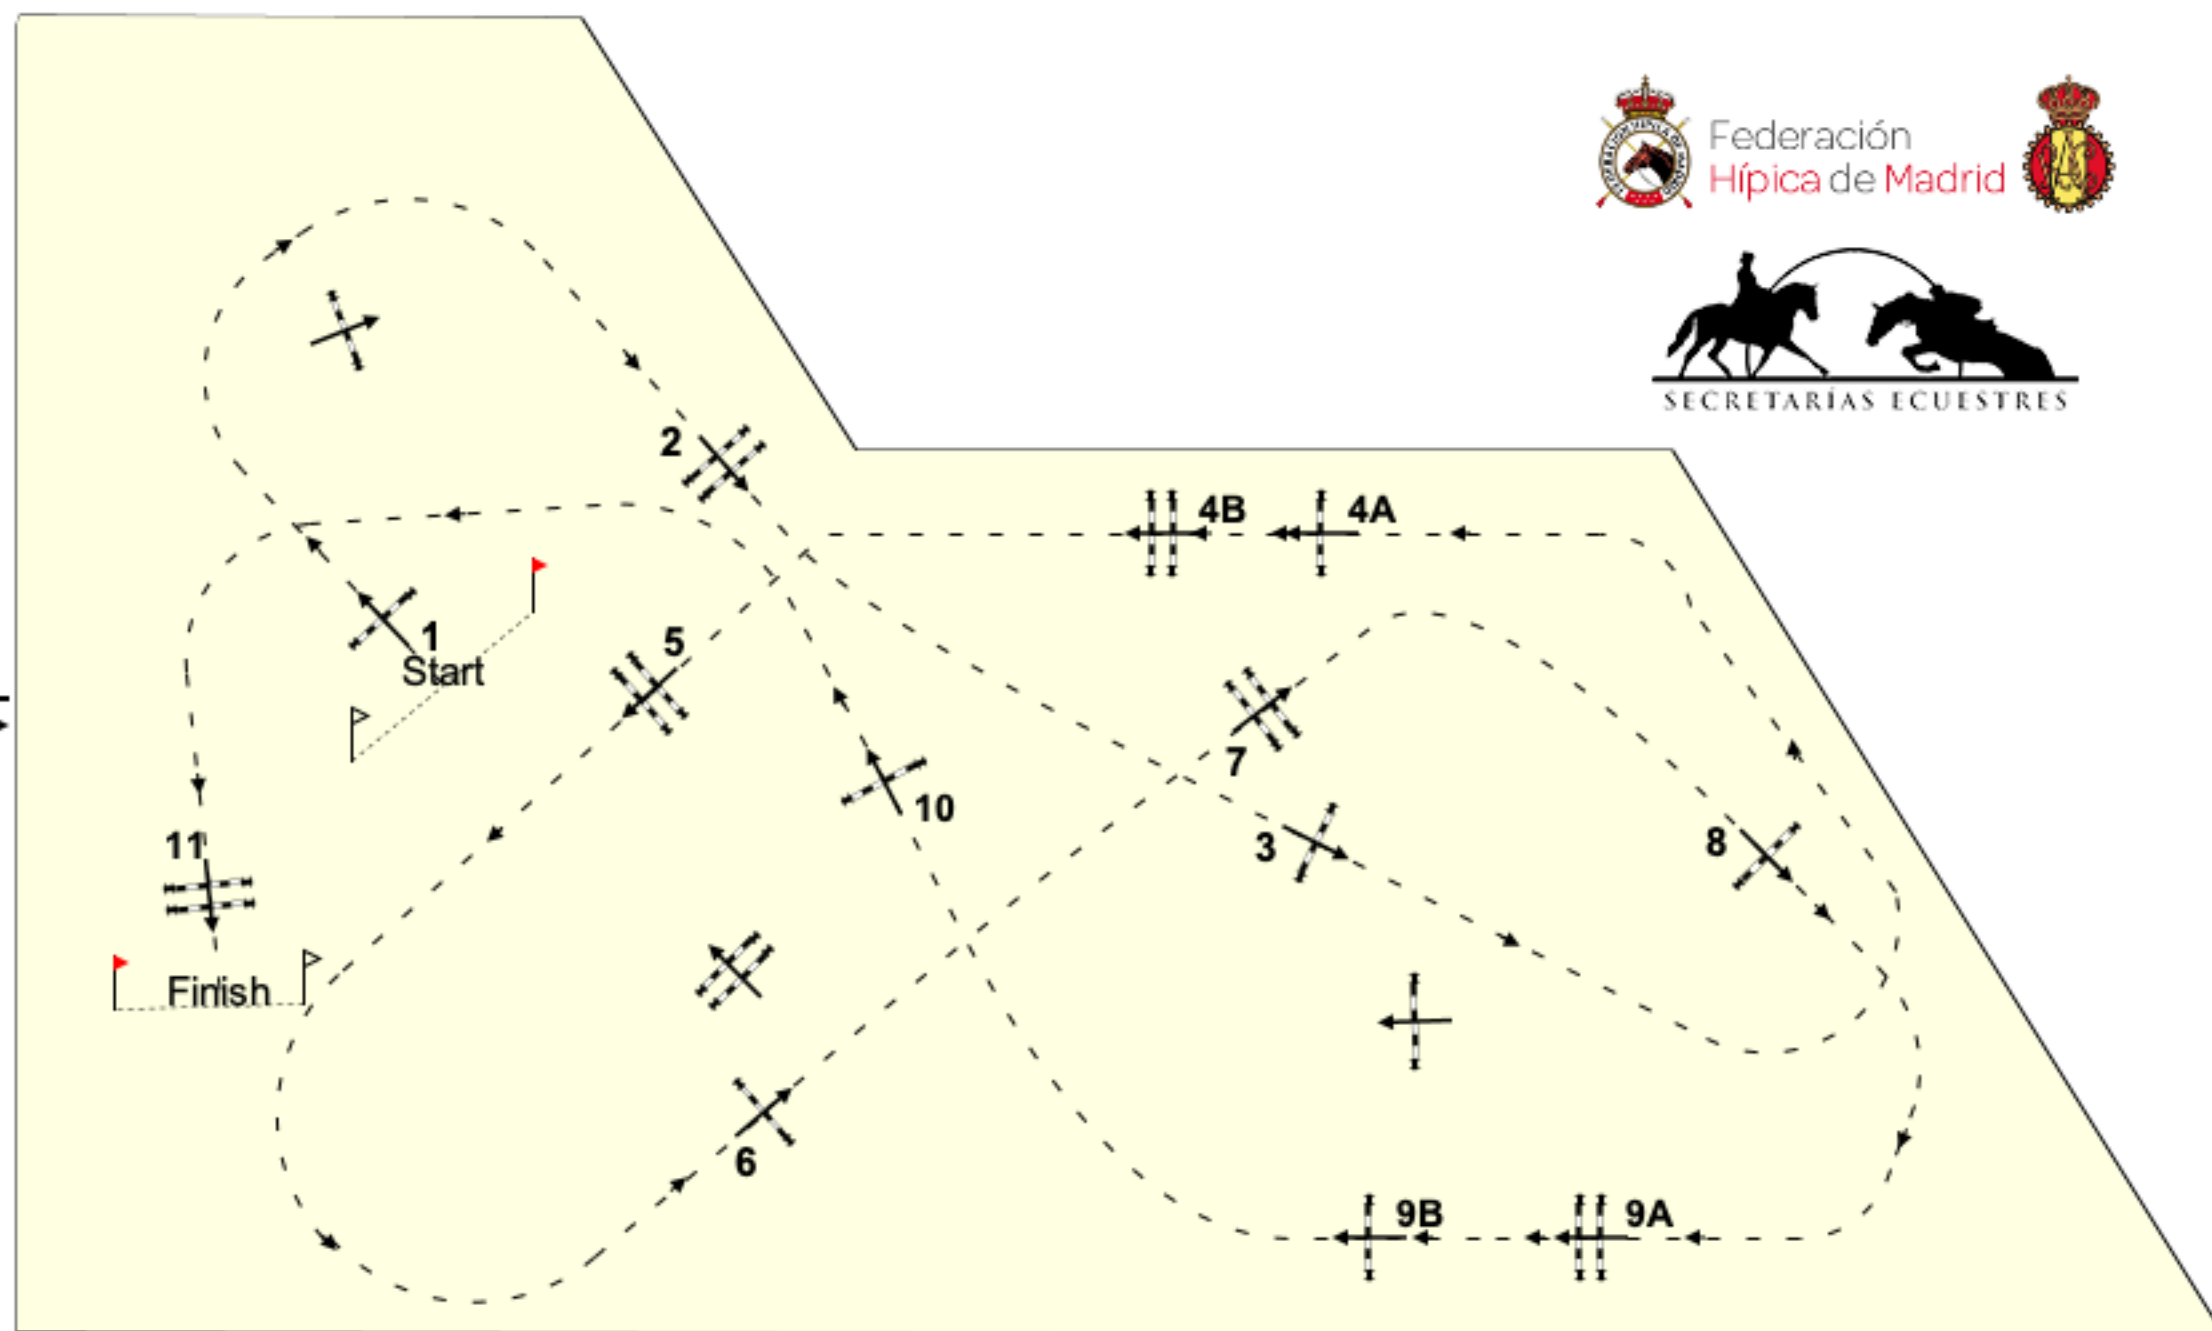 Federación
Hípica de Madrid
SECRETARÍAS ECUESTRES
2
4B
4A
1
Start
5
7
10
3
8
11
Finish
6
9B
9A